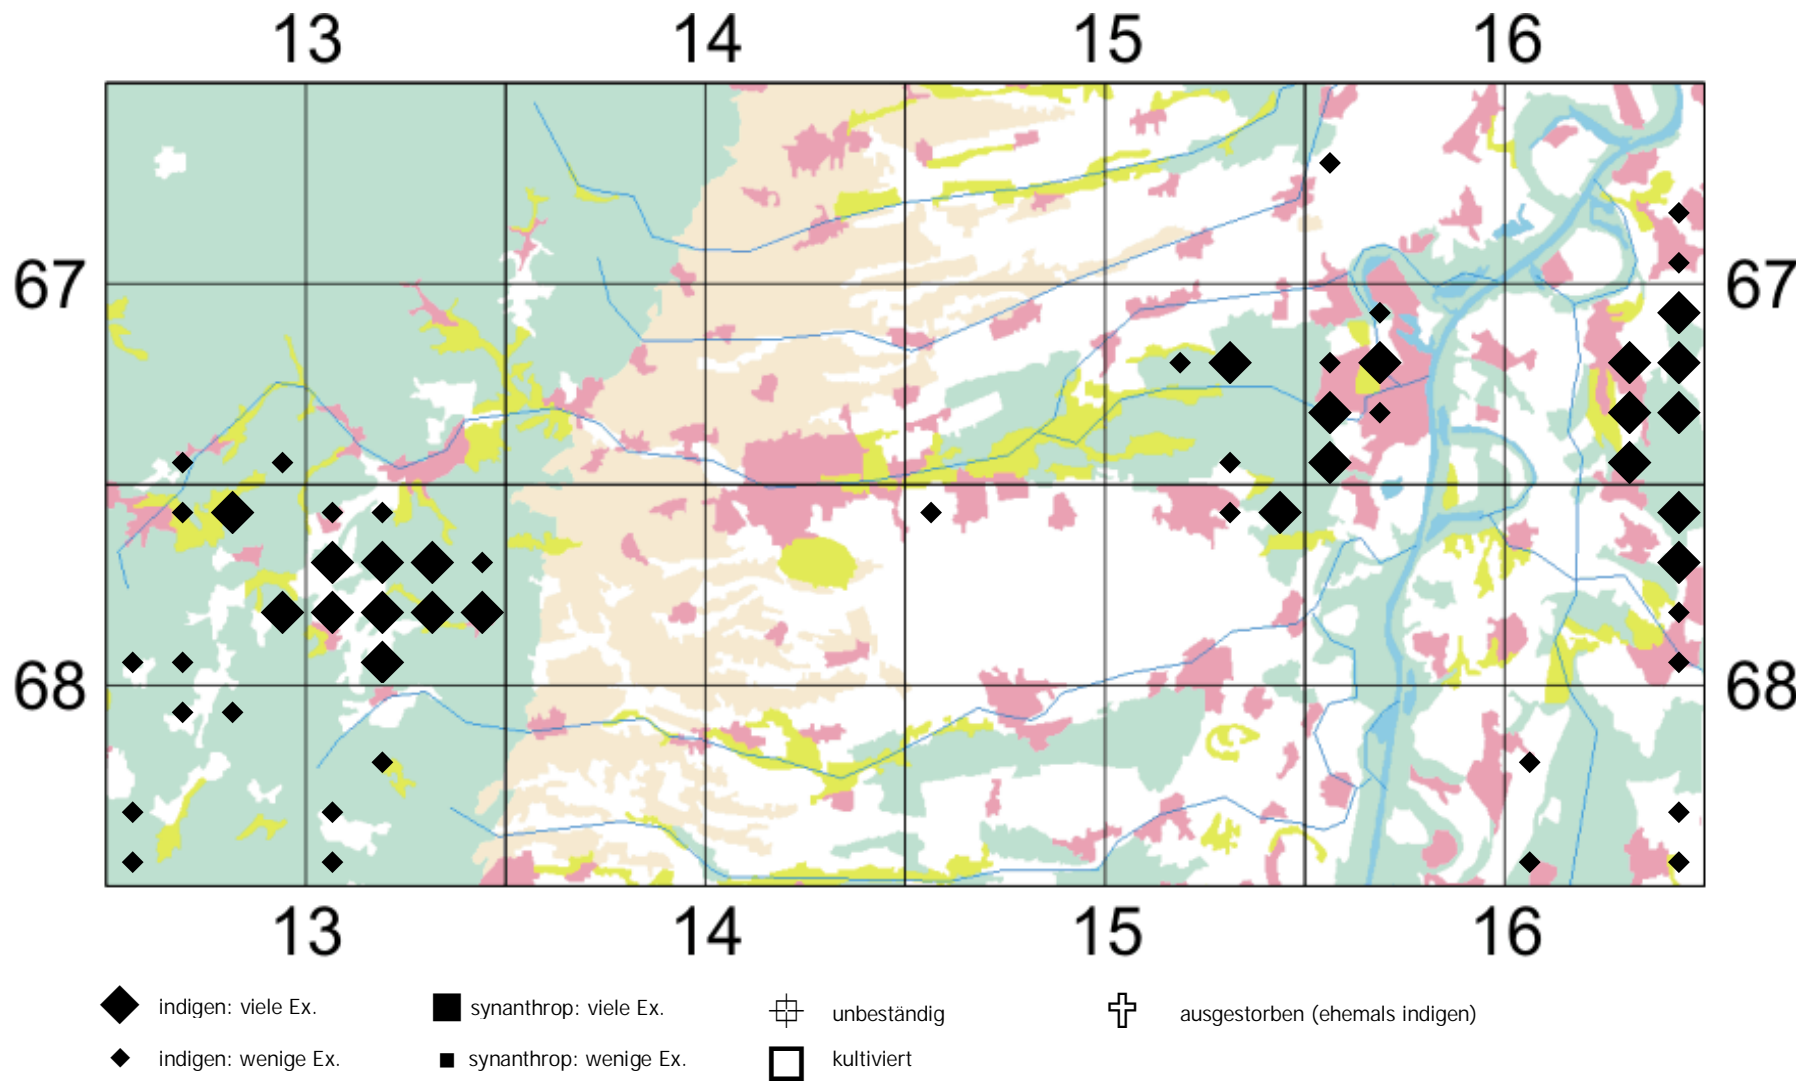 13 14 15 16
67 67
68 68
13 14 15 16
indigen: viele Ex. synanthrop: viele Ex. unbeständig ausgestorben (ehemals indigen)
indigen: wenige Ex. synanthrop: wenige Ex. kultiviert